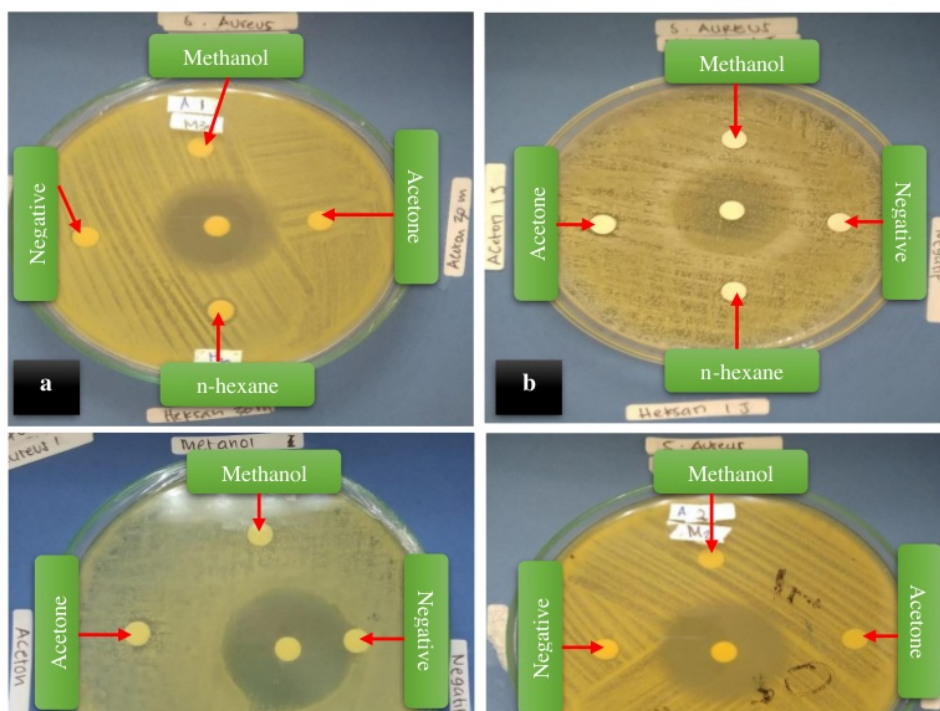 S. Aureus
Methanol
A 1
Negative
Acetone
n-hexane
a
S. AUREUS
Methanol
Aceton 1 J
Acetone
Negative
n-hexane
b
Heksan 1 J
Metanol I
Methanol
Acetone
Aceton
Negative
S. Aureus
Methanol
A 2
Negative
Acetone